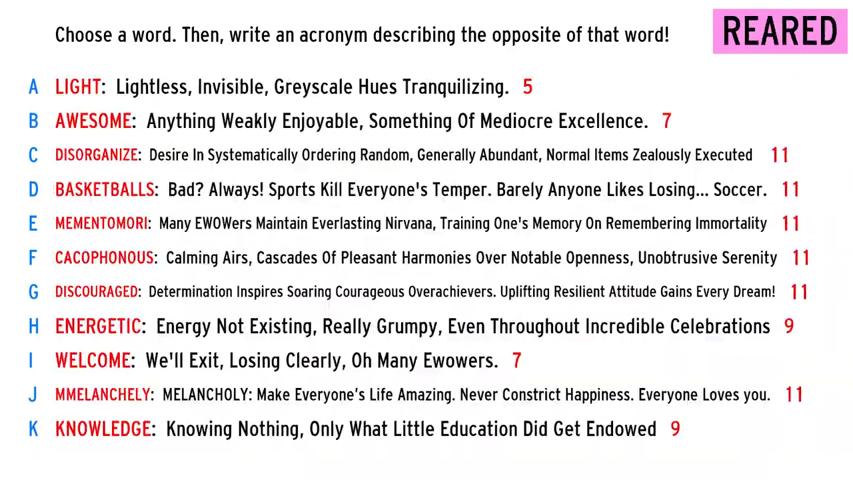 Choose a word. Then, write an acronym describing the opposite of that word! REARED
A LIGHT: Lightless, Invisible, Greyscale Hues Tranquilizing. 5
B AWESOME: Anything Weakly Enjoyable, Something Of Mediocre Excellence. 7
C DISORGANIZE: Desire In Systematically Ordering Random, Generally Abundant, Normal Items Zealously Executed 11
D BASKETBALLS: Bad? Always! Sports Kill Everyone's Temper. Barely Anyone Likes Losing... Soccer. 11
E MEMENTOMORI: Many EWOWers Maintain Everlasting Nirvana, Training One's Memory On Remembering Immortality 11
F CACOPHONOUS: Calming Airs, Cascades Of Pleasant Harmonies Over Notable Openness, Unobtrusive Serenity 11
G DISCOURAGED: Determination Inspires Soaring Courageous Overachievers. Uplifting Resilient Attitude Gains Every Dream! 11
H ENERGETIC: Energy Not Existing, Really Grumpy, Even Throughout Incredible Celebrations 9
I WELCOME: We'll Exit, Losing Clearly, Oh Many Ewowers. 7
J MMELANCHELY: MELANCHOLY: Make Everyone's Life Amazing. Never Constrict Happiness. Everyone Loves you. 11
K KNOWLEDGE: Knowing Nothing, Only What Little Education Did Get Endowed 9